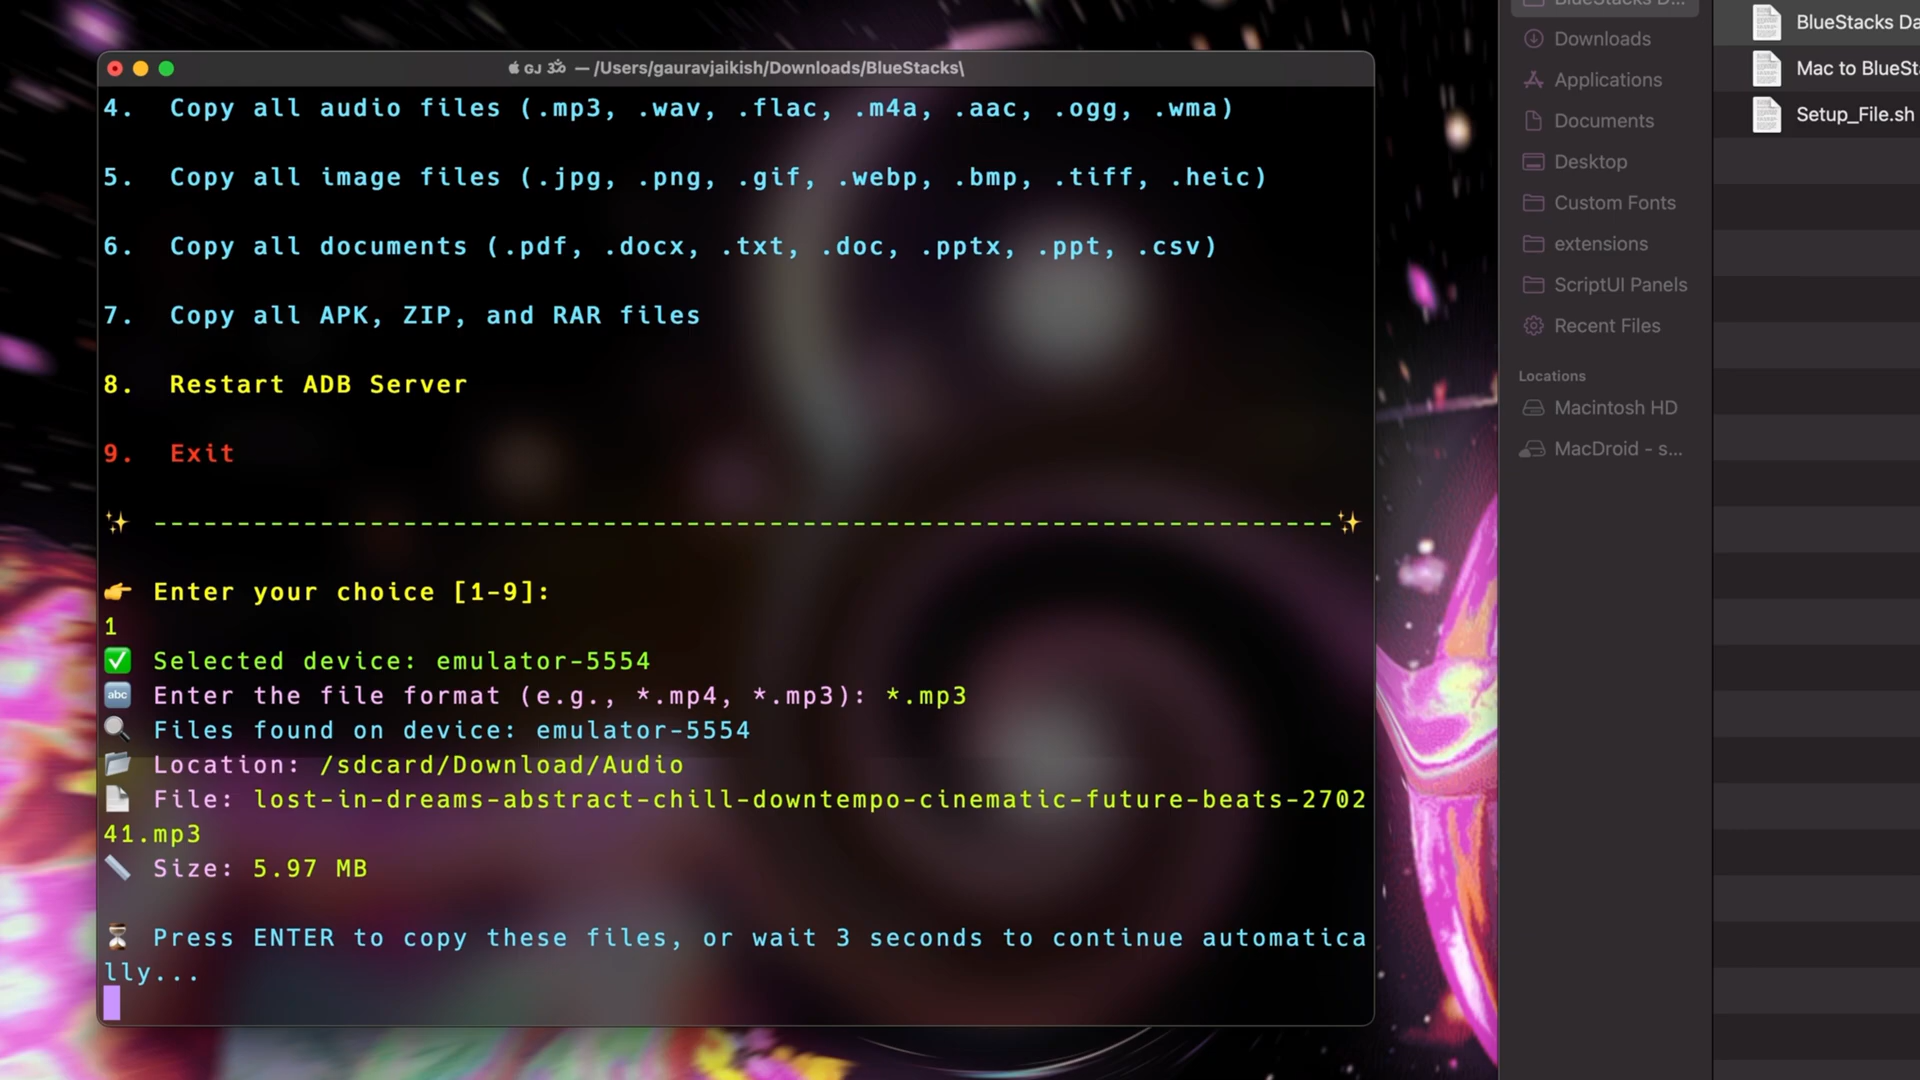 GJ ॐ — /Users/gauravjaikish/Downloads/BlueStacks\
4. Copy all audio files (.mp3, .wav, .flac, .m4a, .aac, .ogg, .wma)
5. Copy all image files (.jpg, .png, .gif, .webp, .bmp, .tiff, .heic)
6. Copy all documents (.pdf, .docx, .txt, .doc, .pptx, .ppt, .csv)
7. Copy all APK, ZIP, and RAR files
8. Restart ADB Server
9. Exit
✨ -----------------------------------------------------------------------✨
👉 Enter your choice [1-9]:
1
✅ Selected device: emulator-5554
🔤 Enter the file format (e.g., *.mp4, *.mp3): *.mp3
🔍 Files found on device: emulator-5554
📂 Location: /sdcard/Download/Audio
📄 File: lost-in-dreams-abstract-chill-downtempo-cinematic-future-beats-2702
41.mp3
📏 Size: 5.97 MB
⏳ Press ENTER to copy these files, or wait 3 seconds to continue automatica
lly...
BlueStacks D...
Downloads
Applications
Documents
Desktop
Custom Fonts
extensions
ScriptUI Panels
Recent Files
Locations
Macintosh HD
MacDroid - s...
BlueStacks Da
Mac to BlueSta
Setup_File.sh